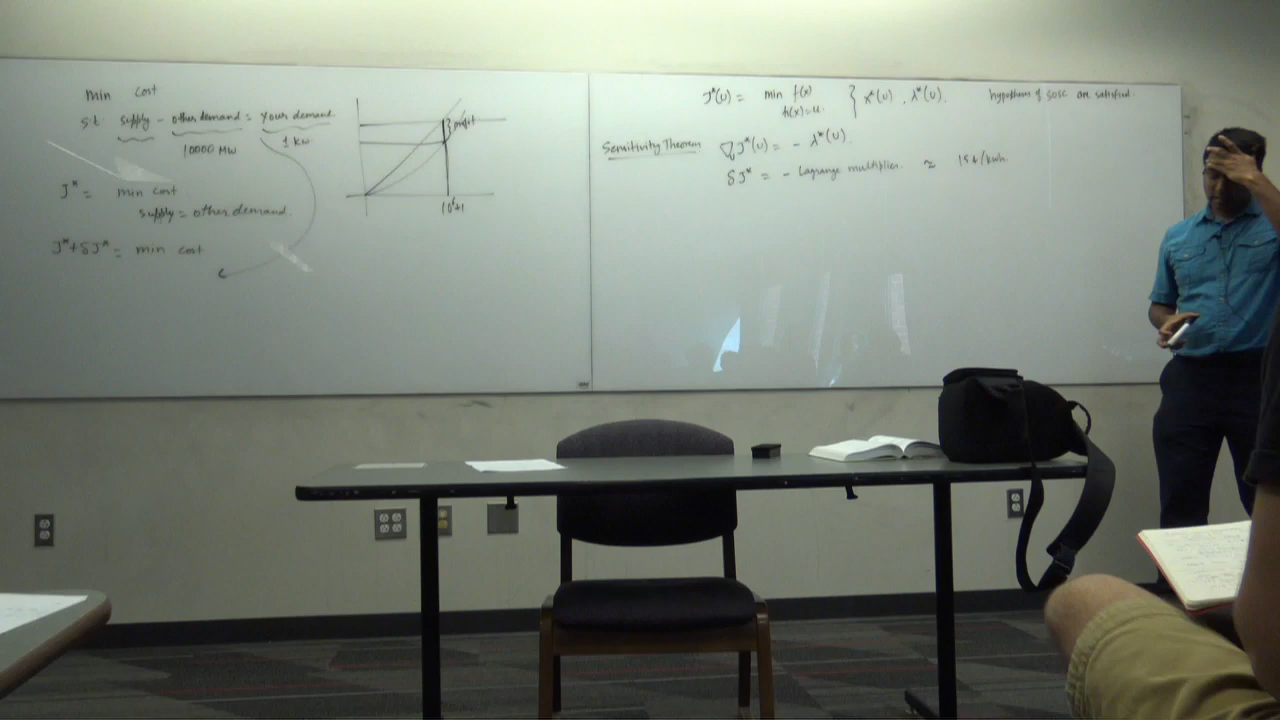 min cost
s.t. supply - other demand = your demand.
10000 MW
1 kW.
J* = min cost
supply = other demand.
J*+δJ* = min cost
profit
10⁶+1
J*(u) = min f(x) } x*(u), λ*(u). hypotheses of SOSC are satisfied.
h(x)=u.
Sensitivity Theorem ∇J*(u) = - λ*(u).
u
δJ* = - Lagrange multiplier. ≈ 15¢/kWh.